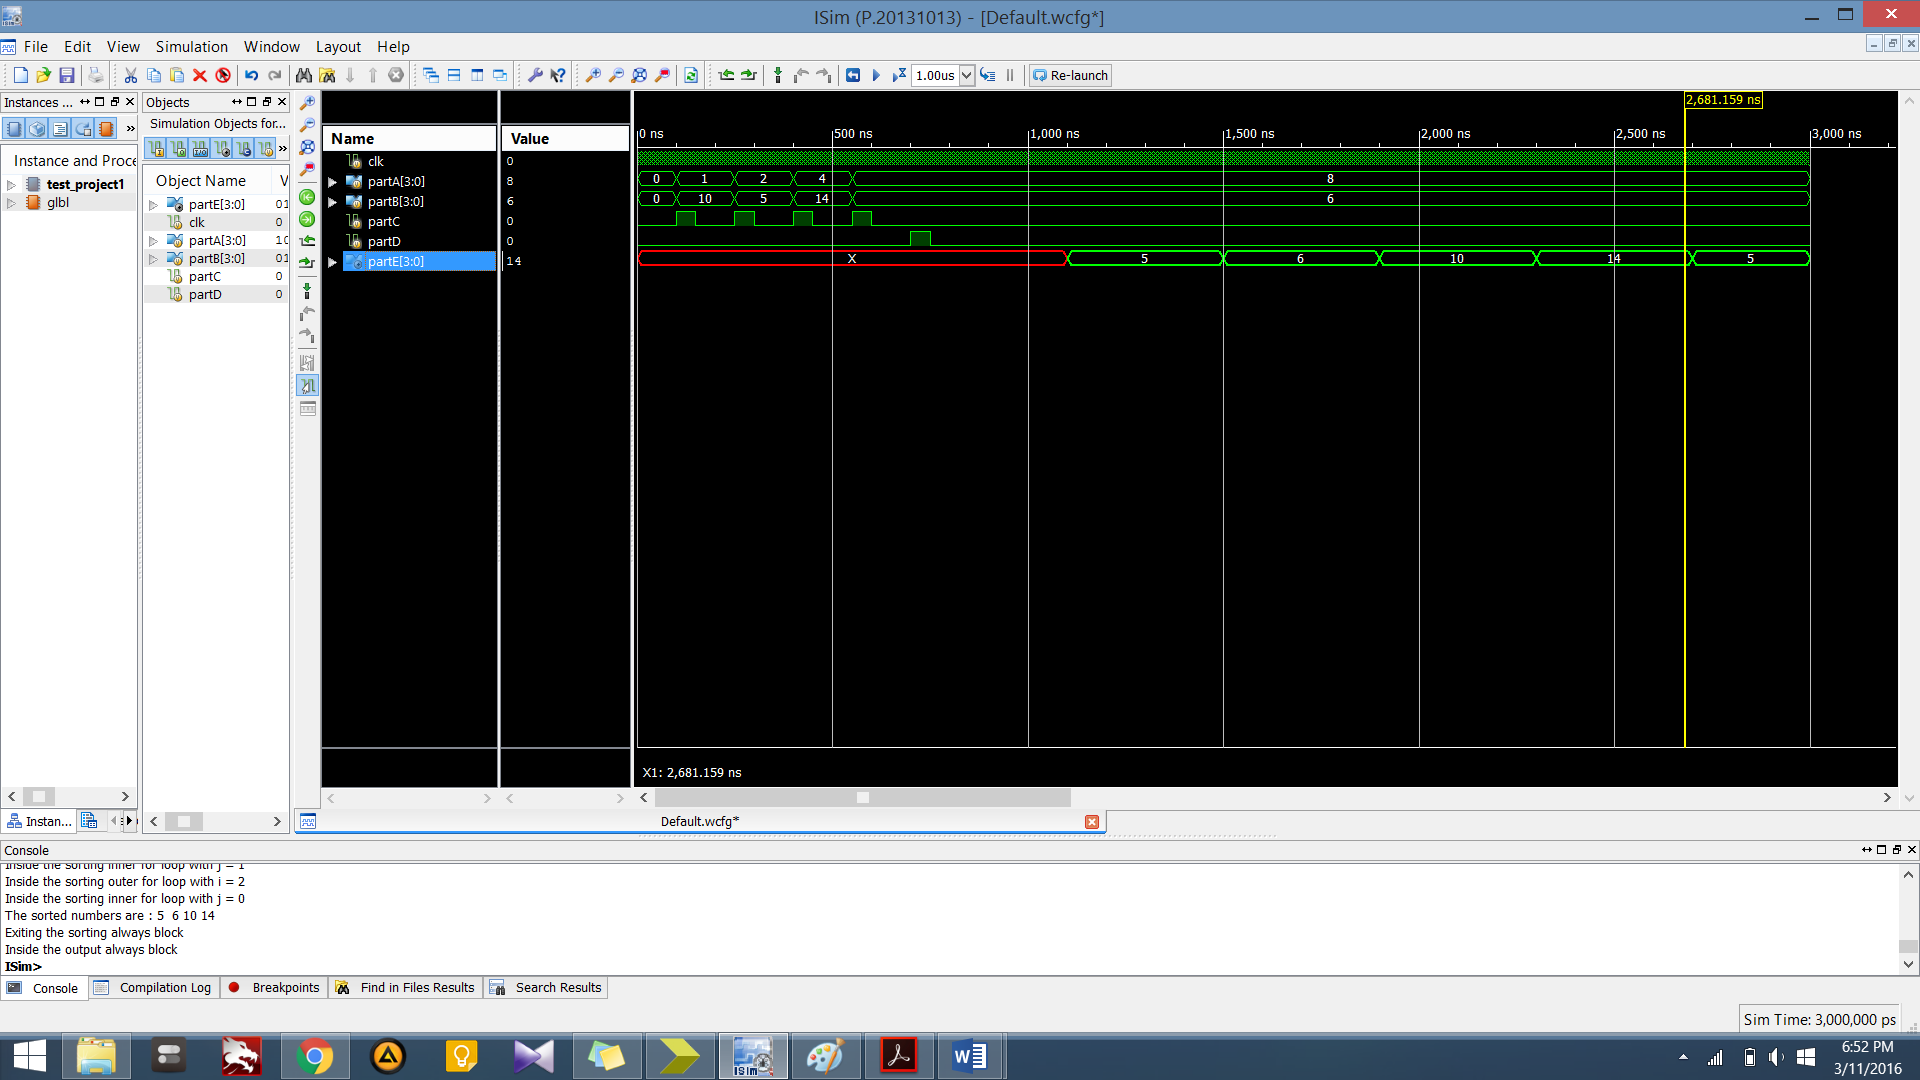 ISim (P.20131013) - [Default.wcfg*]
File Edit View Simulation Window Layout Help
1.00us
Re-launch
Instances ...
Objects
Simulation Objects for...
Instance and Proce
test_project1
glbl
Object Name V
partE[3:0] 01
clk 0
partA[3:0] 10
partB[3:0] 01
partC 0
partD 0
Name Value
clk 0
partA[3:0] 8
partB[3:0] 6
partC 0
partD 0
partE[3:0] 14
2,681.159 ns
0 ns 500 ns 1,000 ns 1,500 ns 2,000 ns 2,500 ns 3,000 ns
0 1 2 4 8
0 10 5 14 6
X 5 6 10 14 5
X1: 2,681.159 ns
Instan...
Default.wcfg*
Console
Inside the sorting inner for loop with j = 1
Inside the sorting outer for loop with i = 2
Inside the sorting inner for loop with j = 0
The sorted numbers are : 5 6 10 14
Exiting the sorting always block
Inside the output always block
ISim>
Console Compilation Log Breakpoints Find in Files Results Search Results
Sim Time: 3,000,000 ps
6:52 PM
3/11/2016